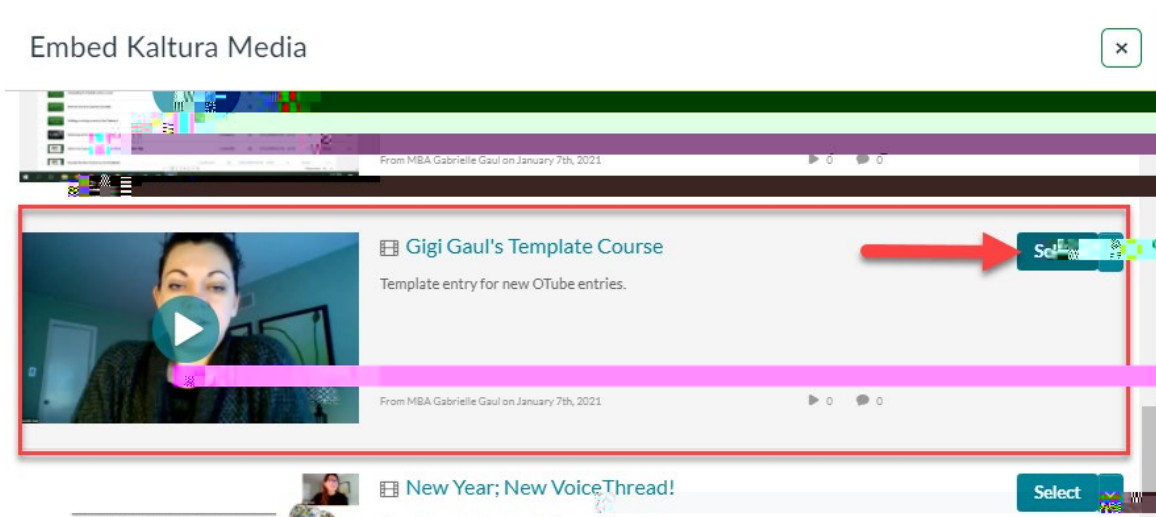 Embed Kaltura Media
From MBA Gabrielle Gaul on January 7th, 2021 0 0
Gigi Gaul's Template Course
Template entry for new OTube entries.
From MBA Gabrielle Gaul on January 7th, 2021 0 0
New Year; New VoiceThread!
Select